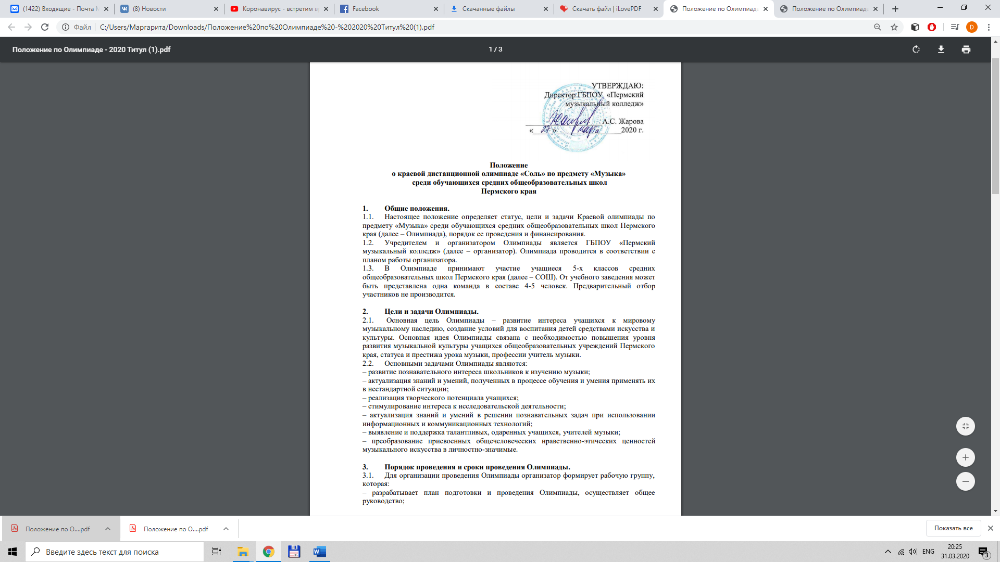 (1422) Входящие - Почта M
(8) Новости
Коронавирус - встретим в
Facebook
Скачанные файлы
Скачать файл | iLovePDF
Положение по Олимпиаде
Положение по Олимпиаде
Файл
C:/Users/Маргарита/Downloads/Положение%20по%20Олимпиаде%20-%202020%20Титул%20(1).pdf
D
Положение по Олимпиаде - 2020 Титул (1).pdf
1 / 3
УТВЕРЖДАЮ:
Директор ГБПОУ «Пермский
музыкальный колледж»
А.С. Жарова
«27» марта 2020 г.
Положение
о краевой дистанционной олимпиаде «Соль» по предмету «Музыка»
среди обучающихся средних общеобразовательных школ
Пермского края
1. Общие положения.
1.1. Настоящее положение определяет статус, цели и задачи Краевой олимпиады по
предмету «Музыка» среди обучающихся средних общеобразовательных школ Пермского
края (далее – Олимпиада), порядок ее проведения и финансирования.
1.2. Учредителем и организатором Олимпиады является ГБПОУ «Пермский
музыкальный колледж» (далее – организатор). Олимпиада проводится в соответствии с
планом работы организатора.
1.3. В Олимпиаде принимают участие учащиеся 5-х классов средних
общеобразовательных школ Пермского края (далее – СОШ). От учебного заведения может
быть представлена одна команда в составе 4-5 человек. Предварительный отбор
участников не производится.
2. Цели и задачи Олимпиады.
2.1. Основная цель Олимпиады – развитие интереса учащихся к мировому
музыкальному наследию, создание условий для воспитания детей средствами искусства и
культуры. Основная идея Олимпиады связана с необходимостью повышения уровня
развития музыкальной культуры учащихся общеобразовательных учреждений Пермского
края, статуса и престижа урока музыки, профессии учитель музыки.
2.2. Основными задачами Олимпиады являются:
– развитие познавательного интереса школьников к изучению музыки;
– актуализация знаний и умений, полученных в процессе обучения и умения применять их
в нестандартной ситуации;
– реализация творческого потенциала учащихся;
– стимулирование интереса к исследовательской деятельности;
– актуализация знаний и умений в решении познавательных задач при использовании
информационных и коммуникационных технологий;
– выявление и поддержка талантливых, одаренных учащихся, учителей музыки;
– преобразование присвоенных общечеловеческих нравственно-этических ценностей
музыкального искусства в личностно-значимые.
3. Порядок проведения и сроки проведения Олимпиады.
3.1. Для организации проведения Олимпиады организатор формирует рабочую группу,
которая:
– разрабатывает план подготовки и проведения Олимпиады, осуществляет общее
руководство;
Положение по О....pdf
Положение по О....pdf
Показать все
Введите здесь текст для поиска
ENG
20:25
31.03.2020
3